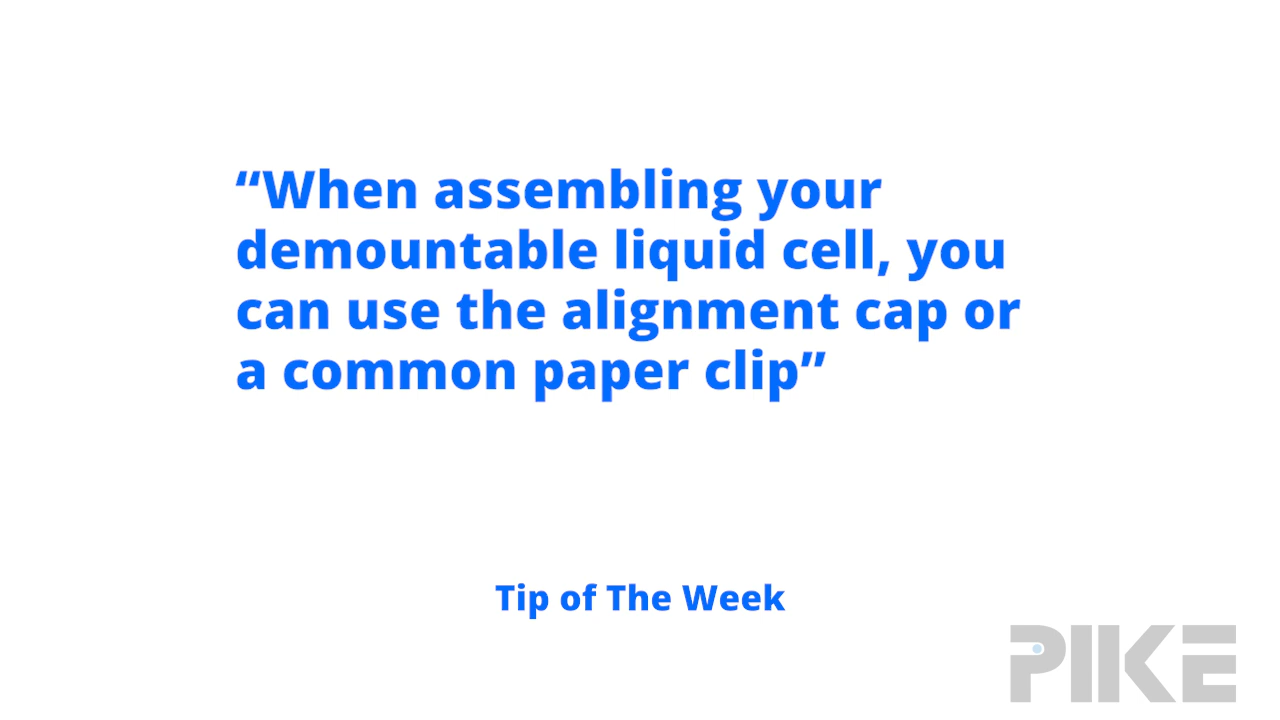 “When assembling your
demountable liquid cell, you
can use the alignment cap or
a common paper clip”
Tip of The Week
PIKE